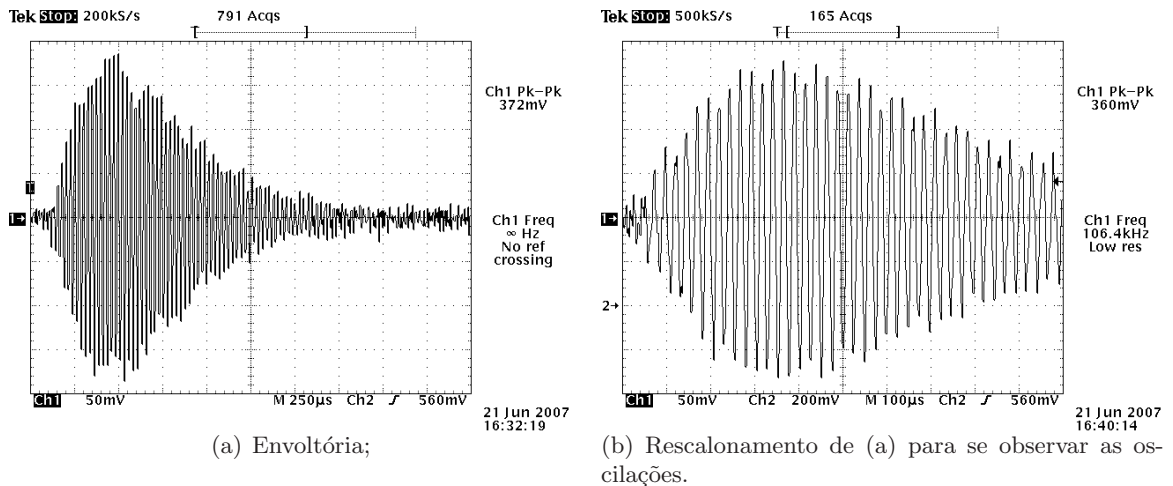 Tek Stop: 200kS/s 791 Acqs
T [ ]
Ch1 Pk–Pk
372mV
T
1→
Ch1 Freq
∞ Hz
No ref
crossing
Ch1 50mV M 250µs Ch2 ∫ 560mV
21 Jun 2007
16:32:19
(a) Envoltória;
Tek Stop: 500kS/s 165 Acqs
T [ ]
Ch1 Pk–Pk
360mV
1→
Ch1 Freq
106.4kHz
Low res
2→
Ch1 50mV Ch2 200mV M 100µs Ch2 ∫ 560mV
21 Jun 2007
16:40:14
(b) Rescalonamento de (a) para se observar as os-
cilações.